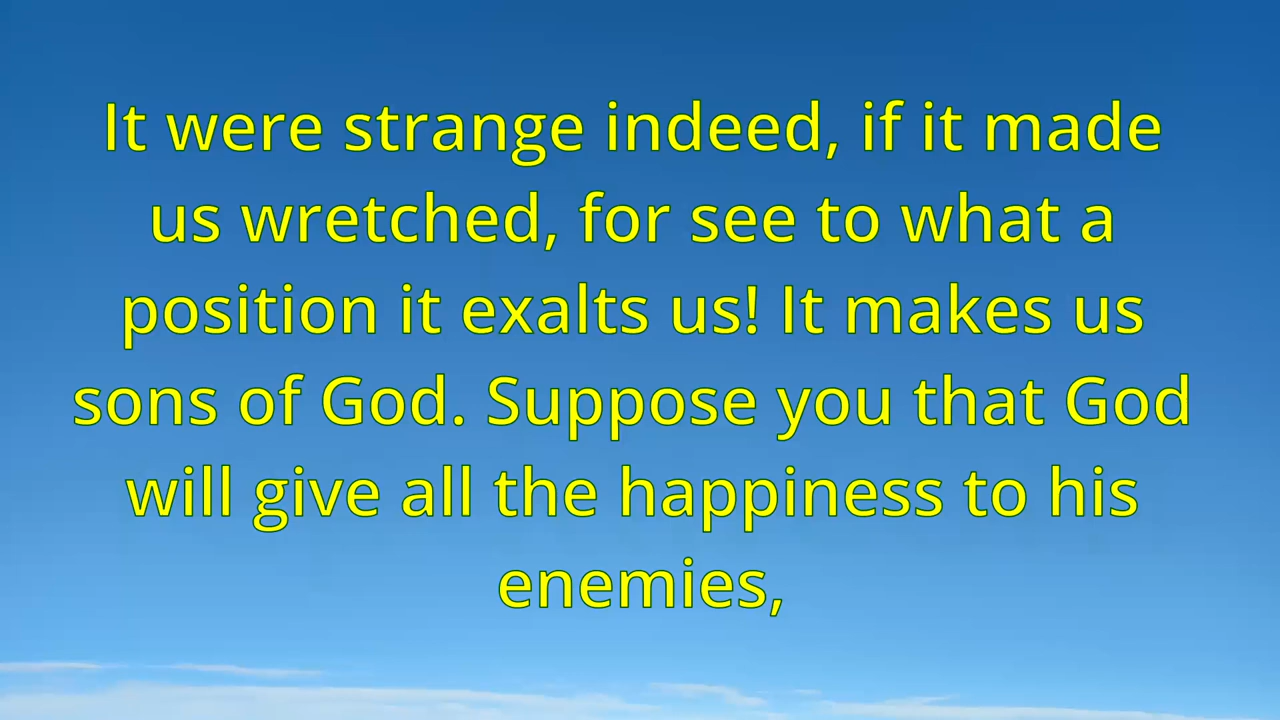 It were strange indeed, if it made
us wretched, for see to what a
position it exalts us! It makes us
sons of God. Suppose you that God
will give all the happiness to his
enemies,